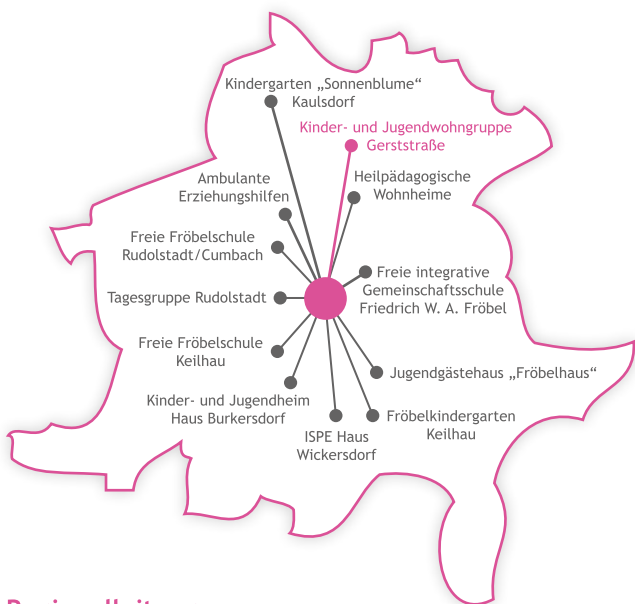 Kindergarten „Sonnenblume“
Kaulsdorf
Kinder- und Jugendwohngruppe
Gerststraße
Heilpädagogische
Wohnheime
Ambulante
Erziehungshilfen
Freie Fröbelschule
Rudolstadt/Cumbach
Freie integrative
Gemeinschaftsschule
Friedrich W. A. Fröbel
Tagesgruppe Rudolstadt
Freie Fröbelschule
Keilhau
Jugendgästehaus „Fröbelhaus“
Kinder- und Jugendheim
Haus Burkersdorf
Fröbelkindergarten
Keilhau
ISPE Haus
Wickersdorf